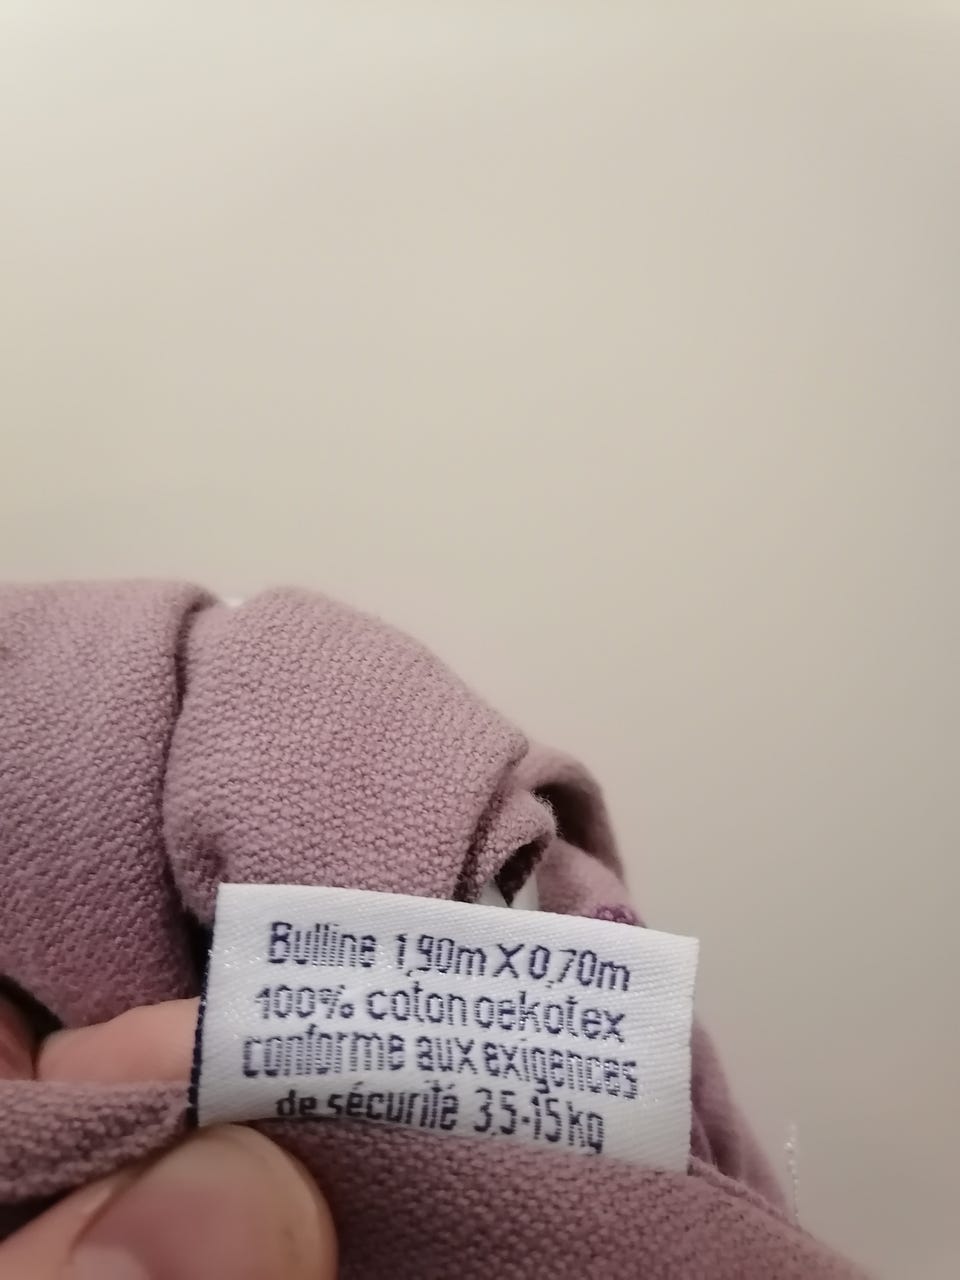 Bulline 1,90m X 0,70m
100% coton oekotex
conforme aux exigences
de sécurité 3,5-15kg